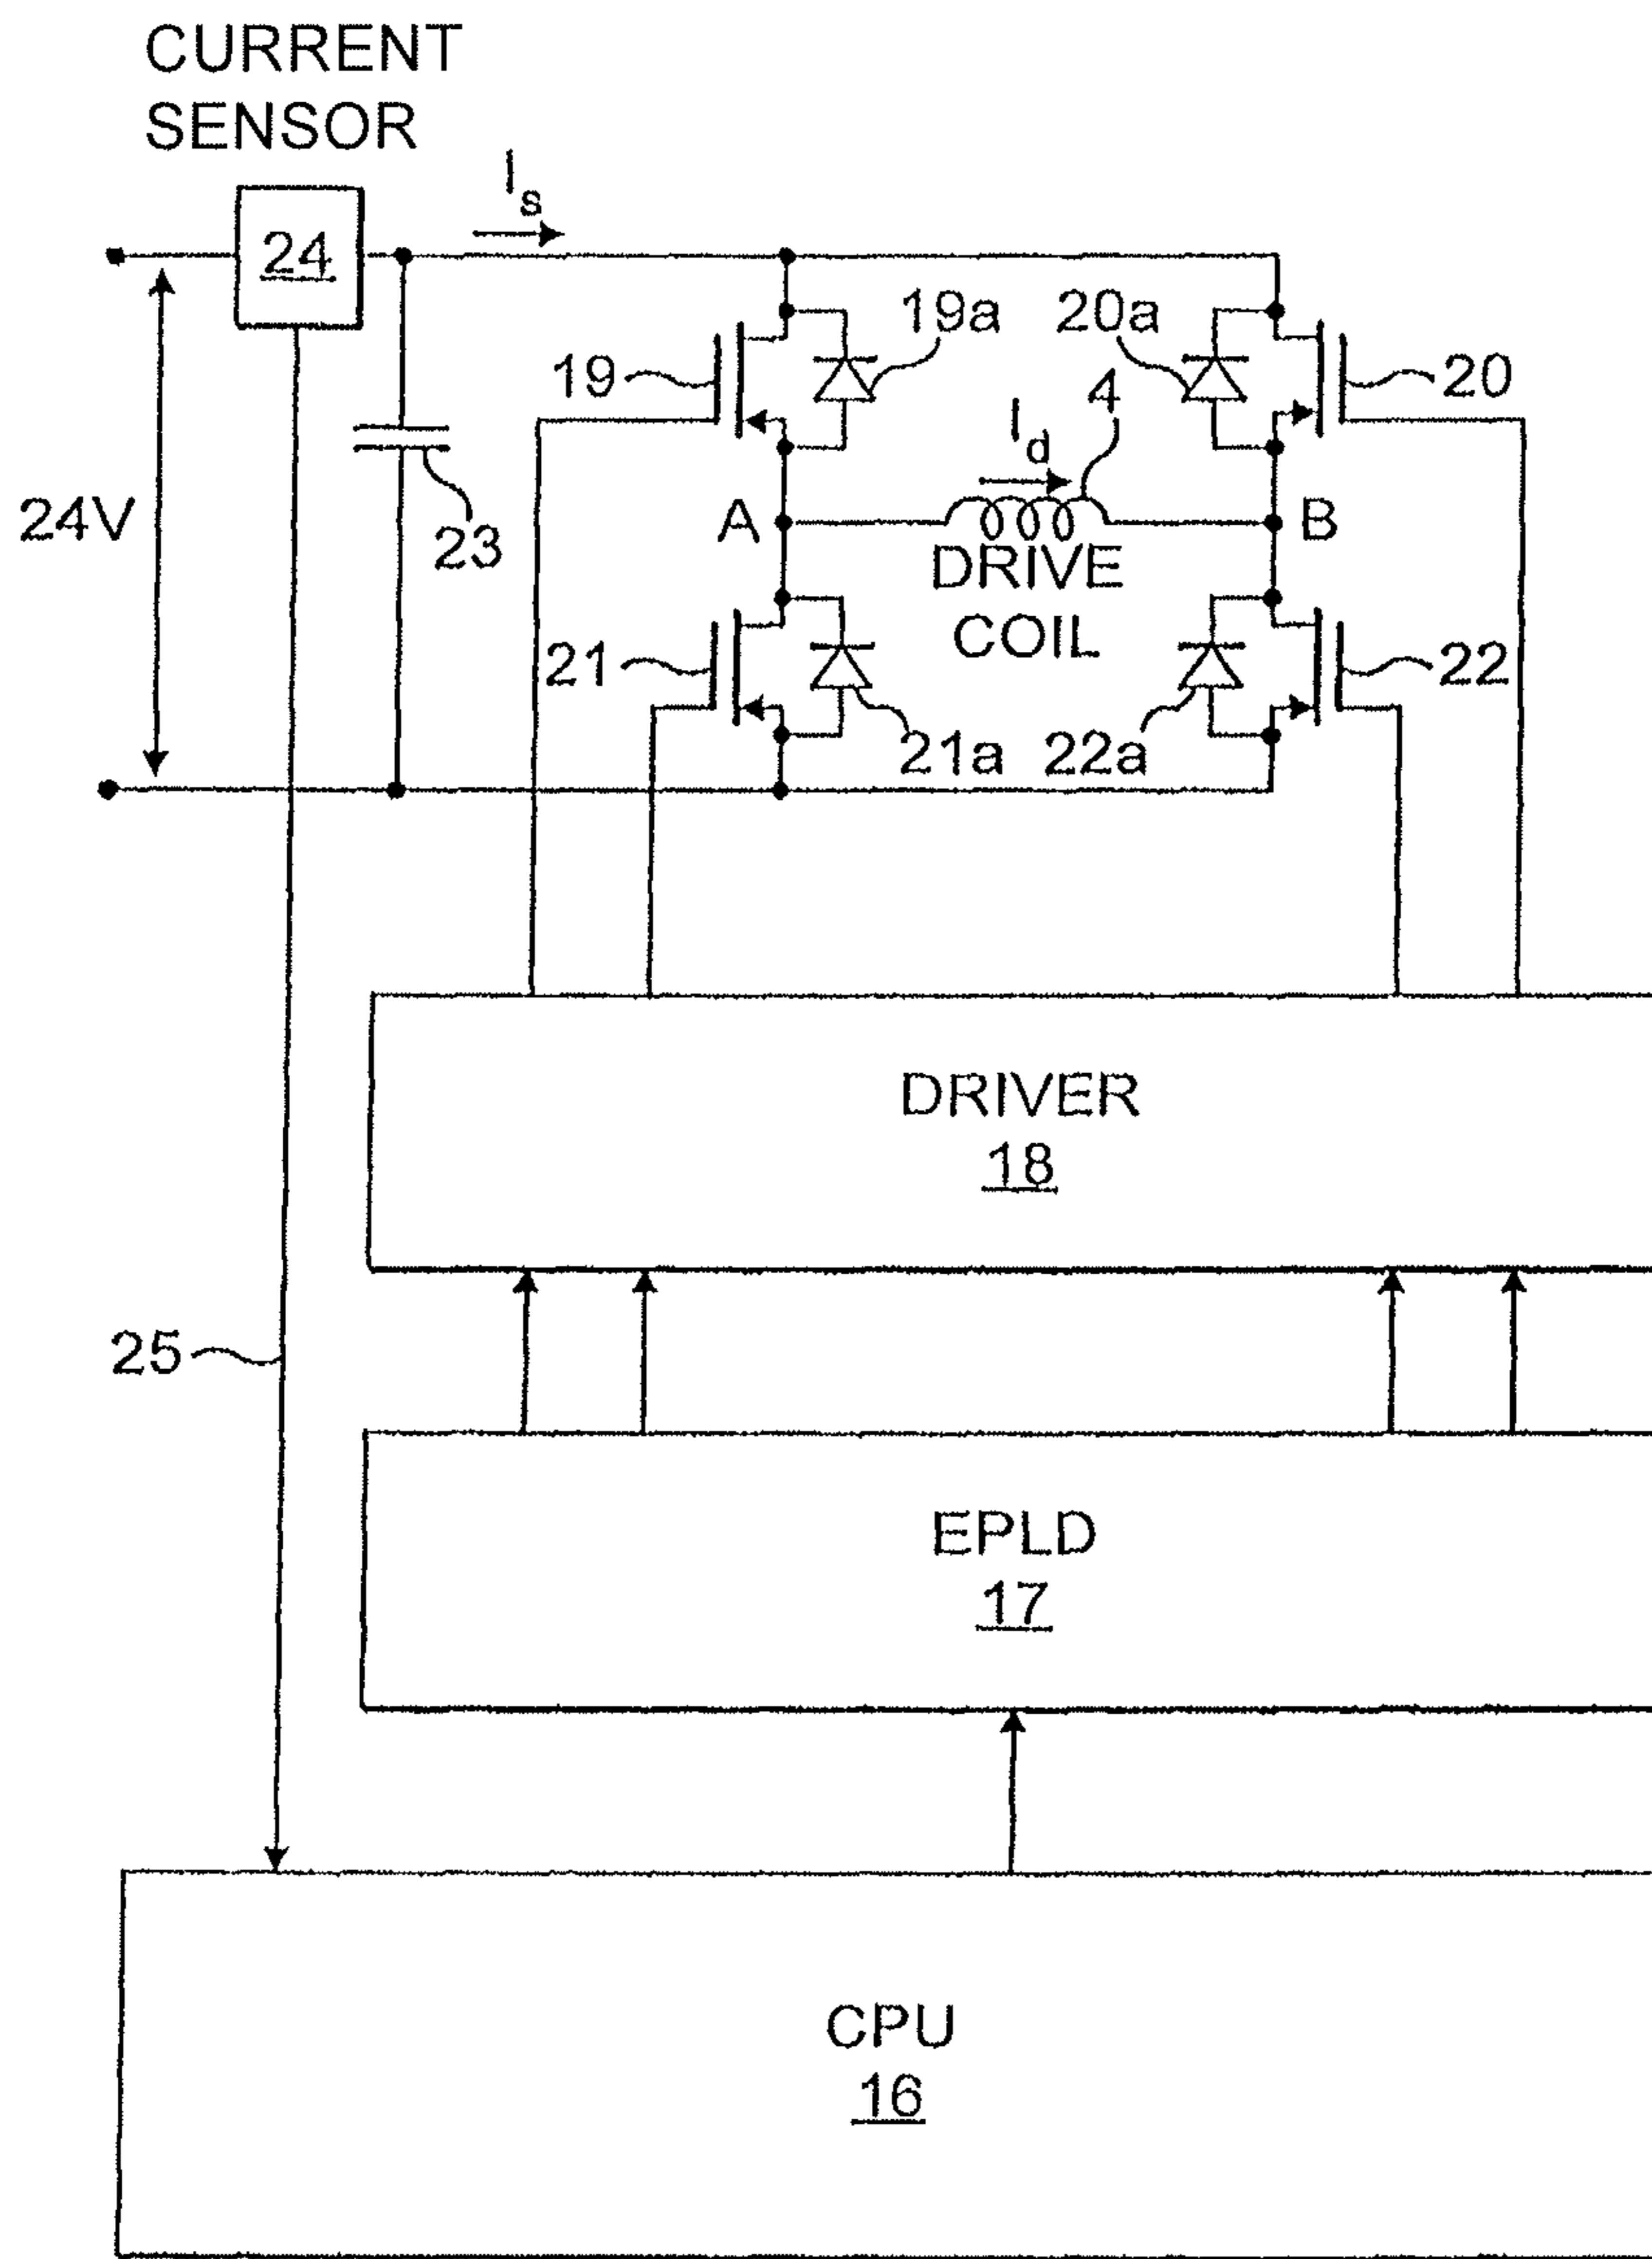 CURRENT
SENSOR
Is
24
19a
20a
19
4
20
Id
24V
23
A
B
DRIVE
COIL
21
22
21a
22a
DRIVER
18
25
EPLD
17
CPU
16